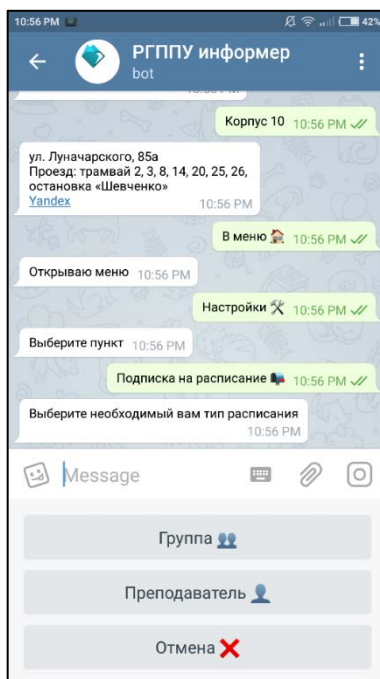 10:56 PM
42%
РГППУ информер
bot
Корпус 10 10:56 PM
ул. Луначарского, 85а
Проезд: трамвай 2, 3, 8, 14, 20, 25, 26,
остановка «Шевченко»
Yandex 10:56 PM
В меню 10:56 PM
Открываю меню 10:56 PM
Настройки 10:56 PM
Выберите пункт 10:56 PM
Подписка на расписание 10:56 PM
Выберите необходимый вам тип расписания
10:56 PM
Message
Группа
Преподаватель
Отмена